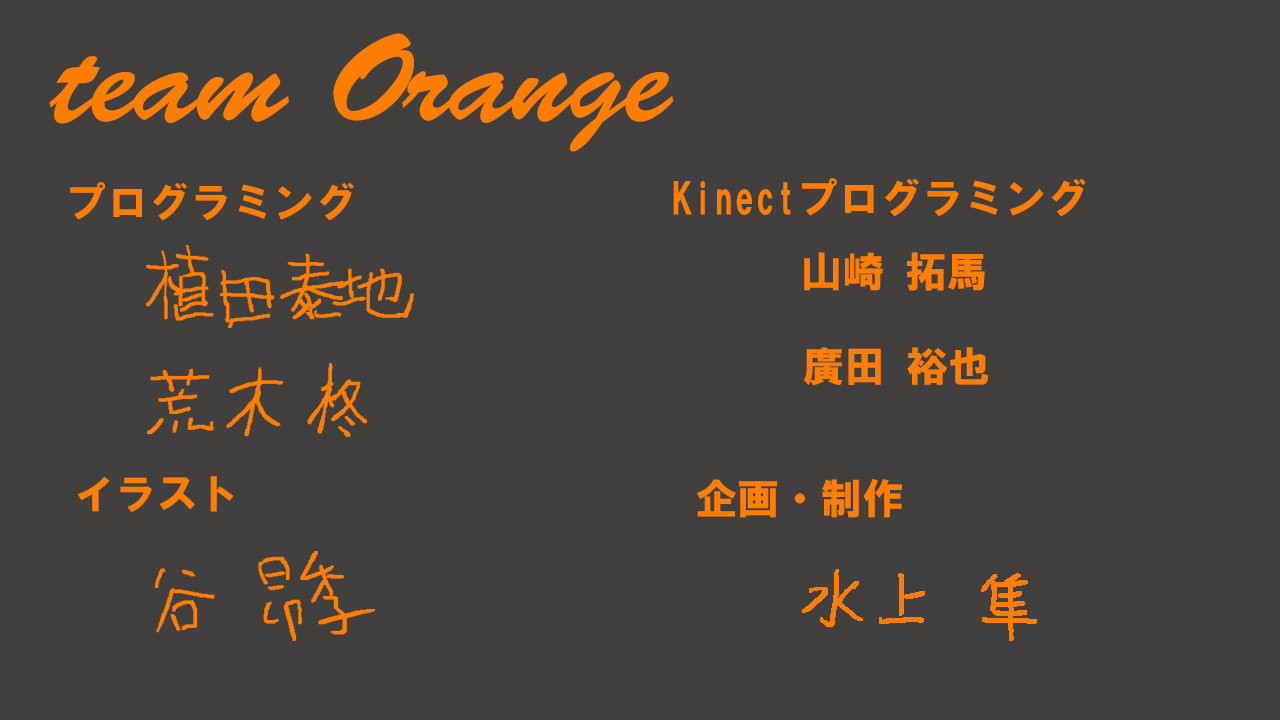 team Orange
プログラミング
植田泰地
荒木柊
イラスト
谷 昴季
Kinectプログラミング
山崎 拓馬
廣田 裕也
企画・制作
水上 隼